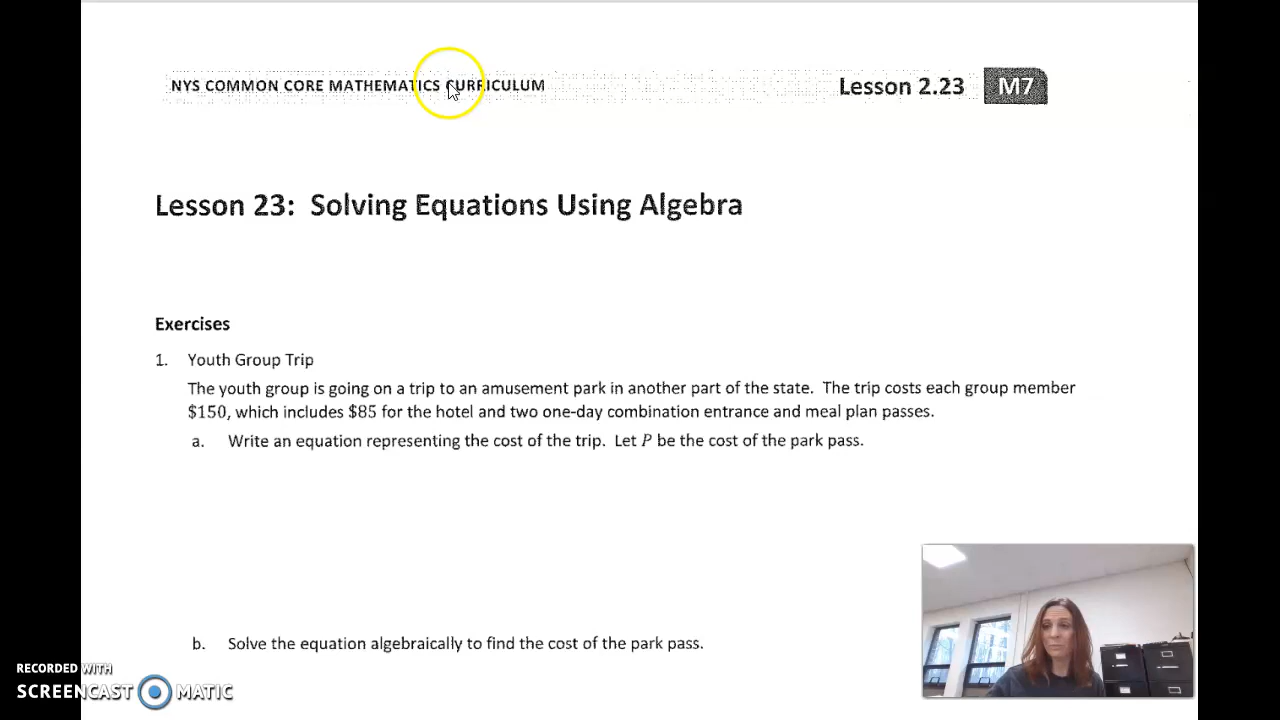 NYS COMMON CORE MATHEMATICS CURRICULUM
Lesson 2.23
M7
Lesson 23: Solving Equations Using Algebra
Exercises
1. Youth Group Trip
The youth group is going on a trip to an amusement park in another part of the state. The trip costs each group member
$150, which includes $85 for the hotel and two one-day combination entrance and meal plan passes.
a. Write an equation representing the cost of the trip. Let P be the cost of the park pass.
b. Solve the equation algebraically to find the cost of the park pass.
RECORDED WITH
SCREENCAST MATIC